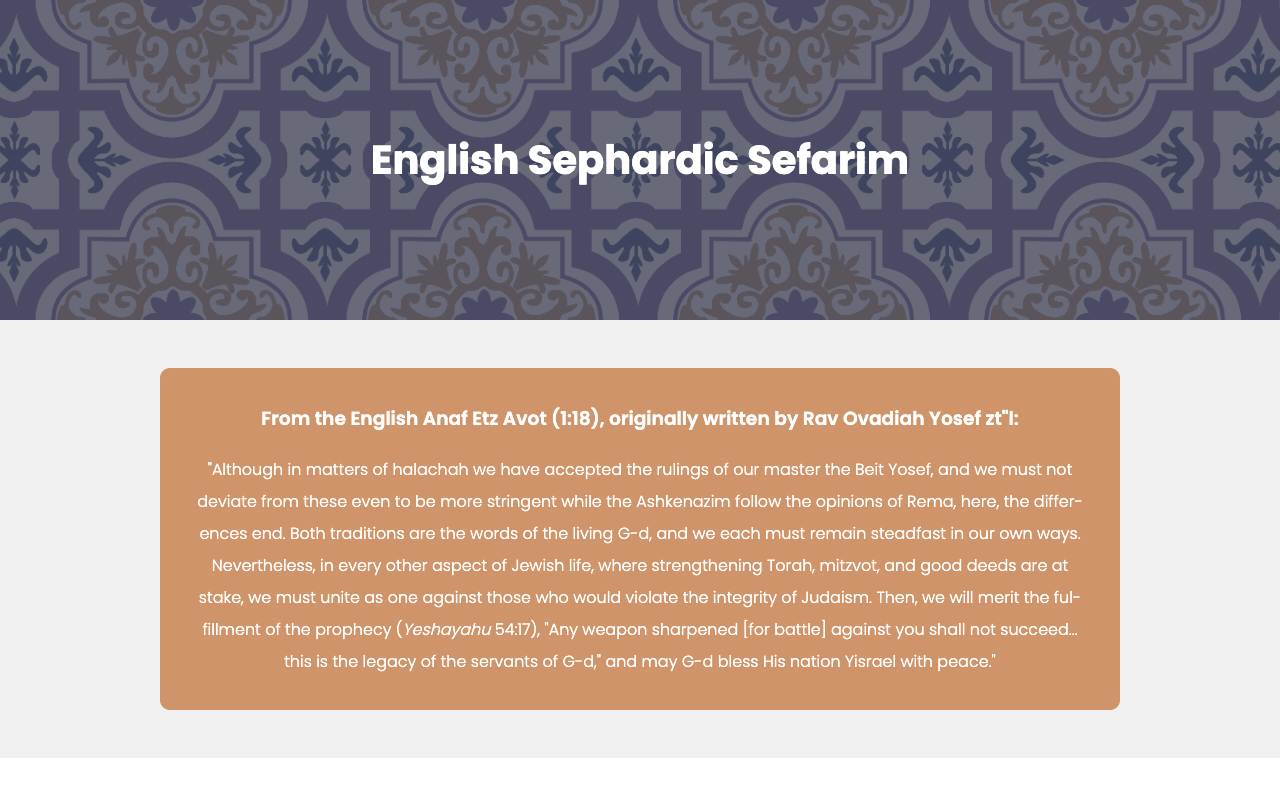 English Sephardic Sefarim
From the English Anaf Etz Avot (1:18), originally written by Rav Ovadiah Yosef zt"l:
"Although in matters of halachah we have accepted the rulings of our master the Beit Yosef, and we must not
deviate from these even to be more stringent while the Ashkenazim follow the opinions of Rema, here, the differ-
ences end. Both traditions are the words of the living G-d, and we each must remain steadfast in our own ways.
Nevertheless, in every other aspect of Jewish life, where strengthening Torah, mitzvot, and good deeds are at
stake, we must unite as one against those who would violate the integrity of Judaism. Then, we will merit the ful-
fillment of the prophecy (Yeshayahu 54:17), "Any weapon sharpened [for battle] against you shall not succeed...
this is the legacy of the servants of G-d," and may G-d bless His nation Yisrael with peace."